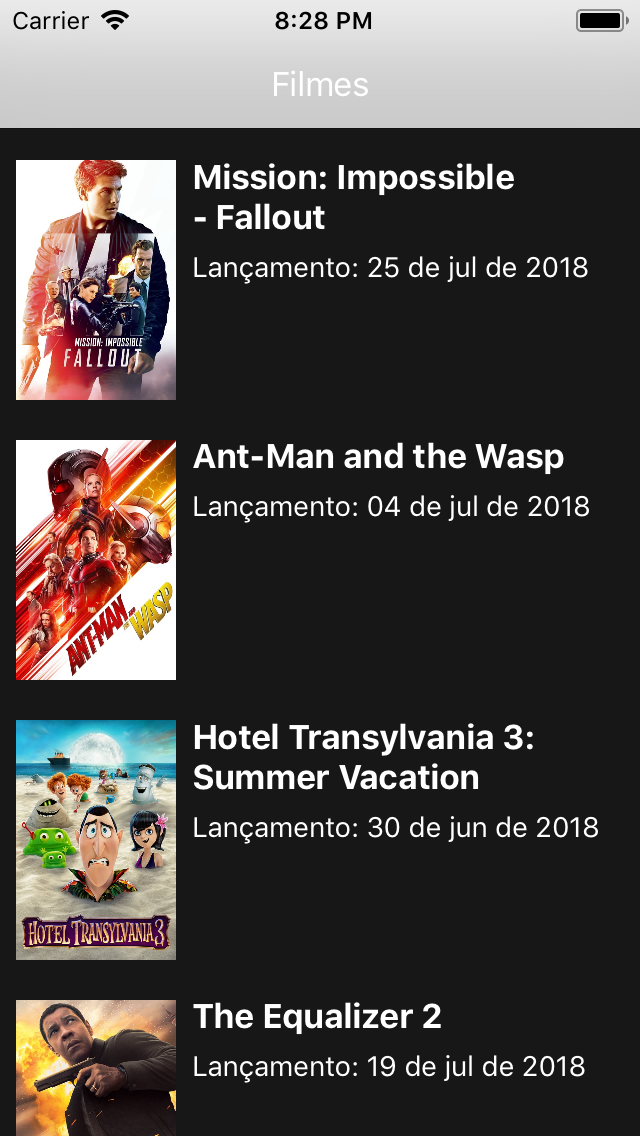 Carrier 8:28 PM
Filmes
Mission: Impossible
- Fallout
Lançamento: 25 de jul de 2018
MISSION: IMPOSSIBLE
FALLOUT
Ant-Man and the Wasp
Lançamento: 04 de jul de 2018
ANT-MAN
AND THE
WASP
Hotel Transylvania 3:
Summer Vacation
Lançamento: 30 de jun de 2018
HOTEL TRANSYLVANIA 3
The Equalizer 2
Lançamento: 19 de jul de 2018